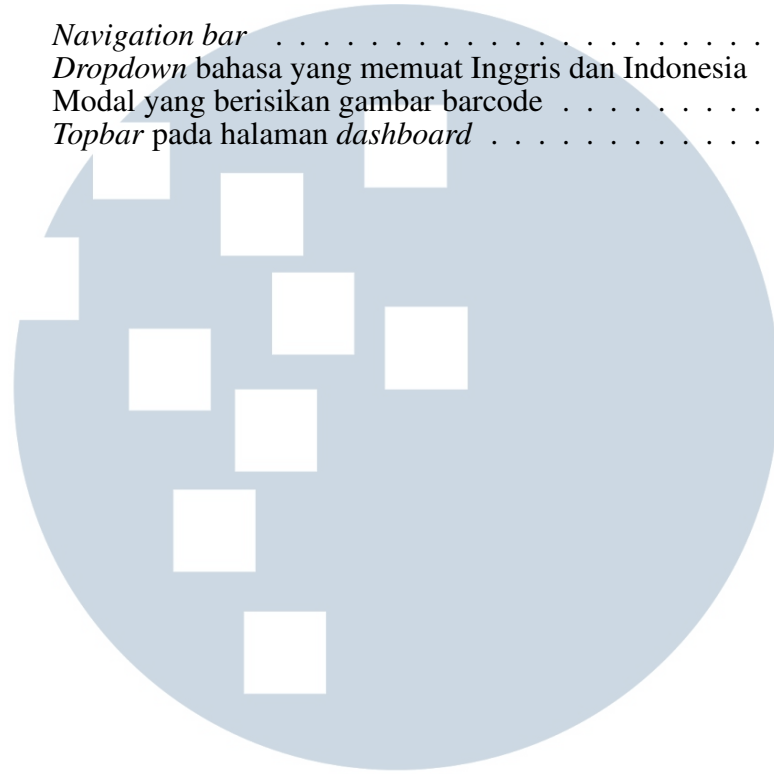 Navigation bar . . . . . . . . . . . . . . . . . . . . .
Dropdown bahasa yang memuat Inggris dan Indonesia
Modal yang berisikan gambar barcode . . . . . . . . .
Topbar pada halaman dashboard . . . . . . . . . . . .